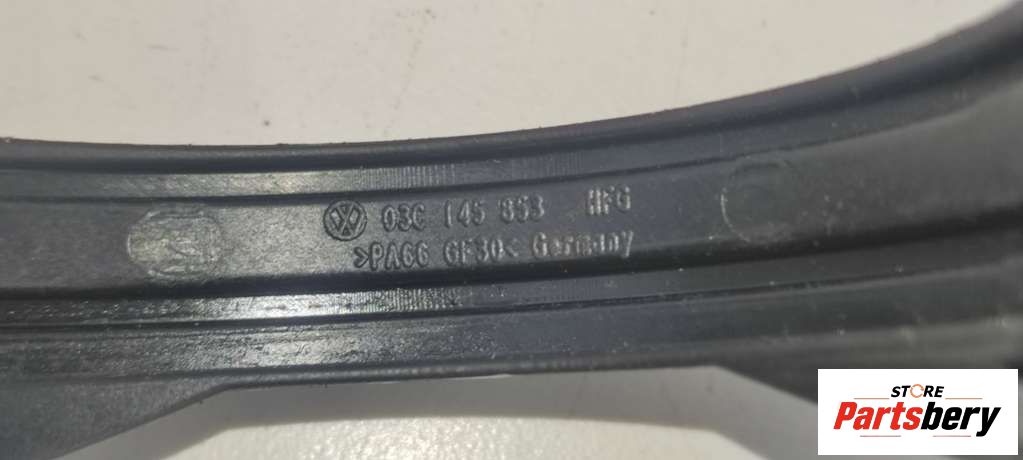 03C 145 853 HFG
>PA66 GF30< Germany
STORE
Partsbery